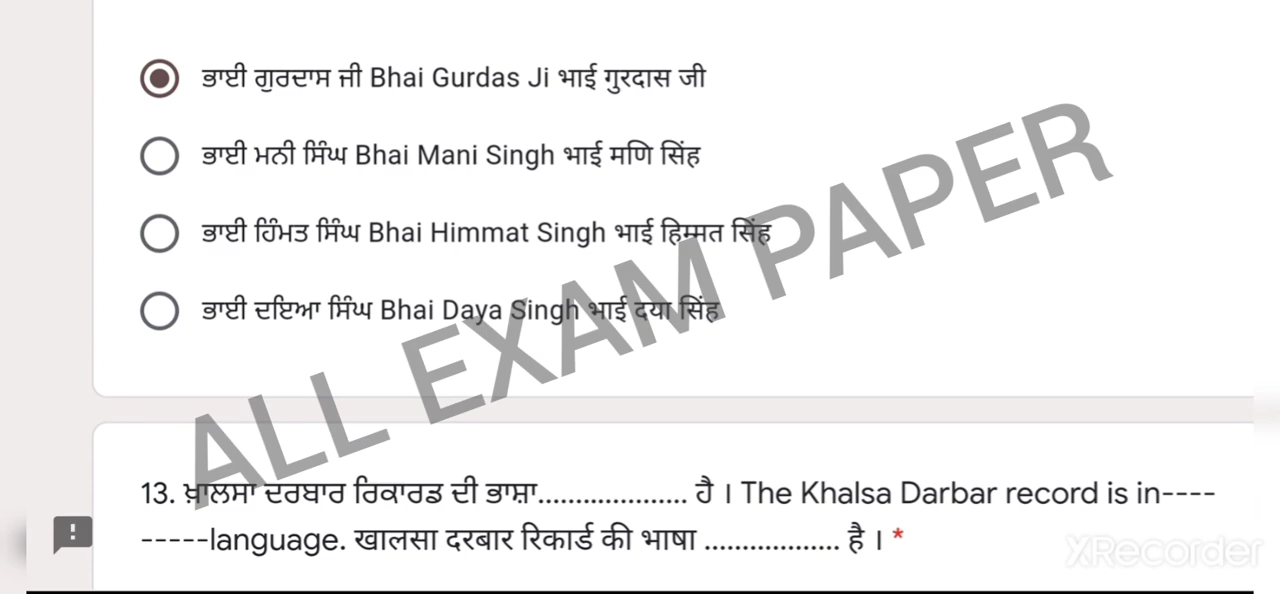 ਭਾਈ ਗੁਰਦਾਸ ਜੀ Bhai Gurdas Ji भाई गुरदास जी
ਭਾਈ ਮਨੀ ਸਿੰਘ Bhai Mani Singh भाई मणि सिंह
ਭਾਈ ਹਿੰਮਤ ਸਿੰਘ Bhai Himmat Singh भाई हिम्मत सिंह
ਭਾਈ ਦਇਆ ਸਿੰਘ Bhai Daya Singh भाई दया सिंह
ALL EXAM PAPER
13. ਖ਼ਾਲਸਾ ਦਰਬਾਰ ਰਿਕਾਰਡ ਦੀ ਭਾਸ਼ਾ.................... ਹੈ । The Khalsa Darbar record is in----
-----language. खालसा दरबार रिकार्ड की भाषा .................. है । *
XRecorder